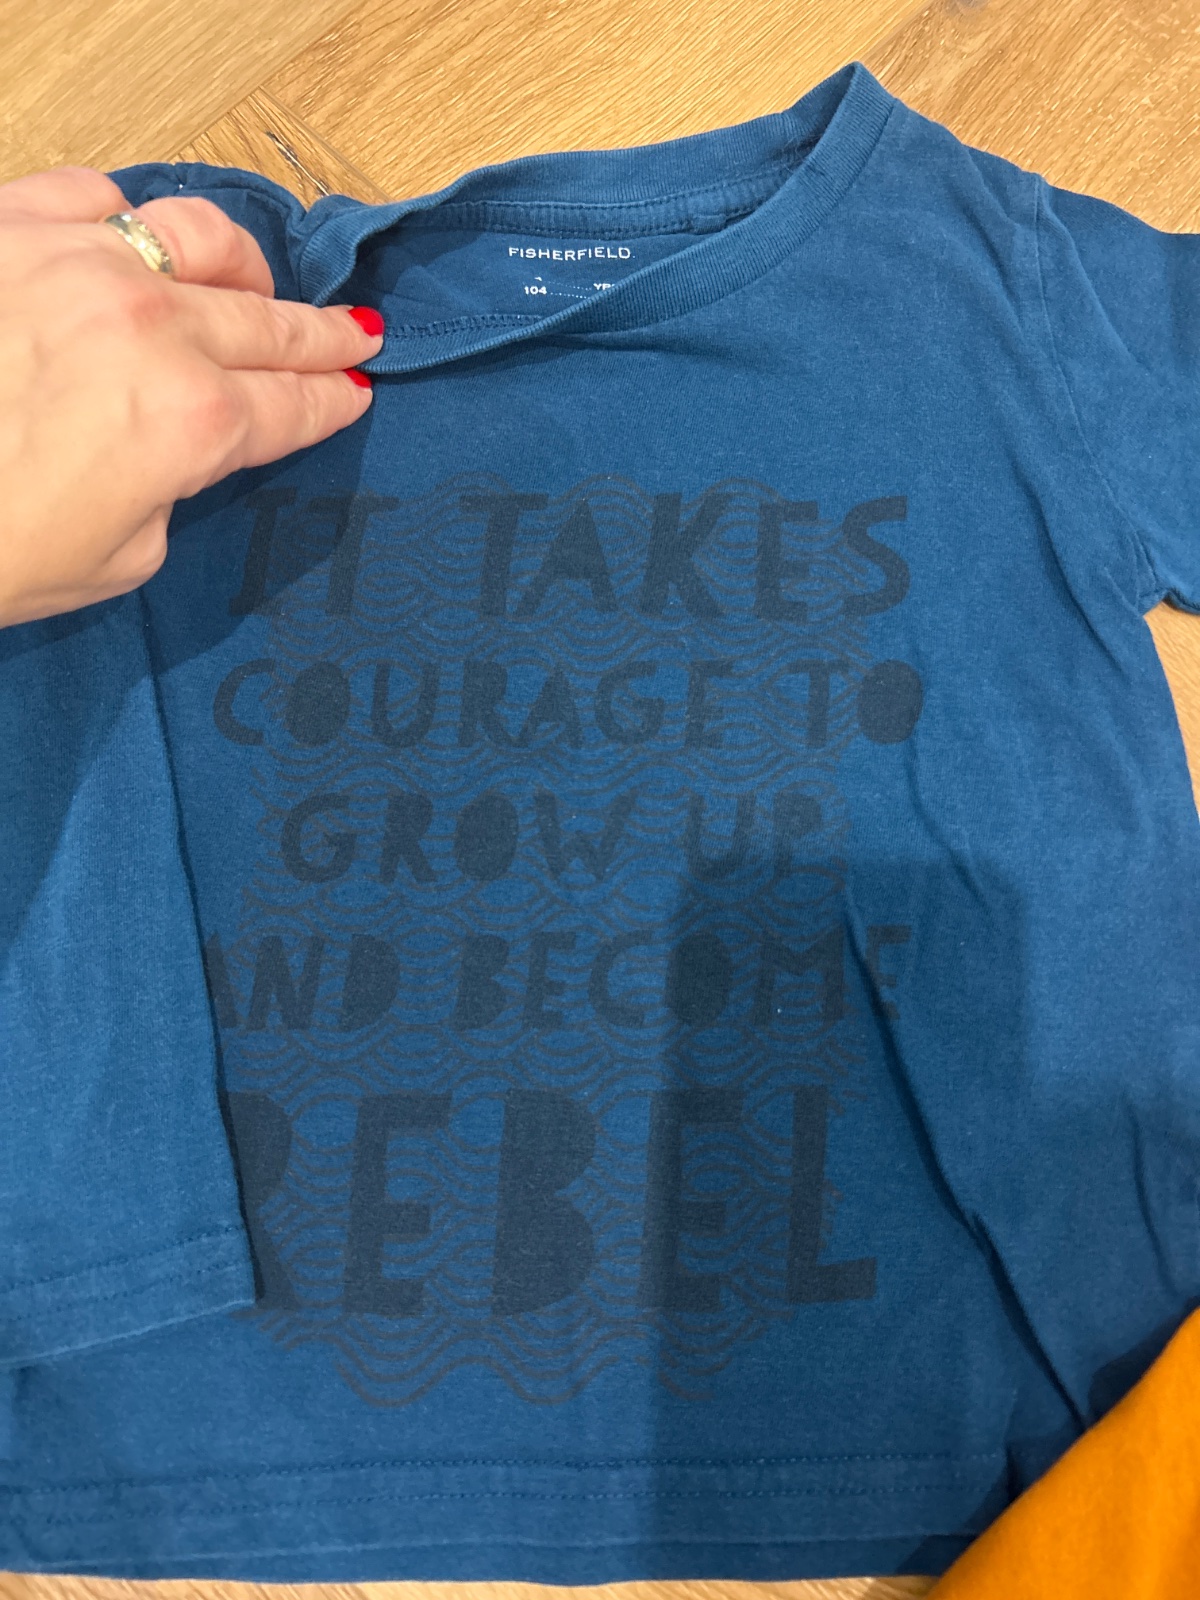 FISHERFIELD.
104
IT TAKES
COURAGE TO
GROW UP
AND BECOME
REBEL